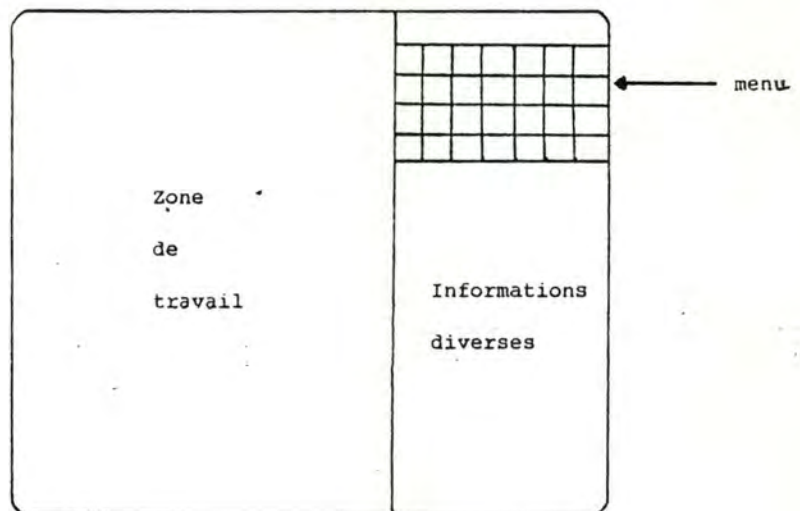 menu
Zone
de
travail
Informations
diverses